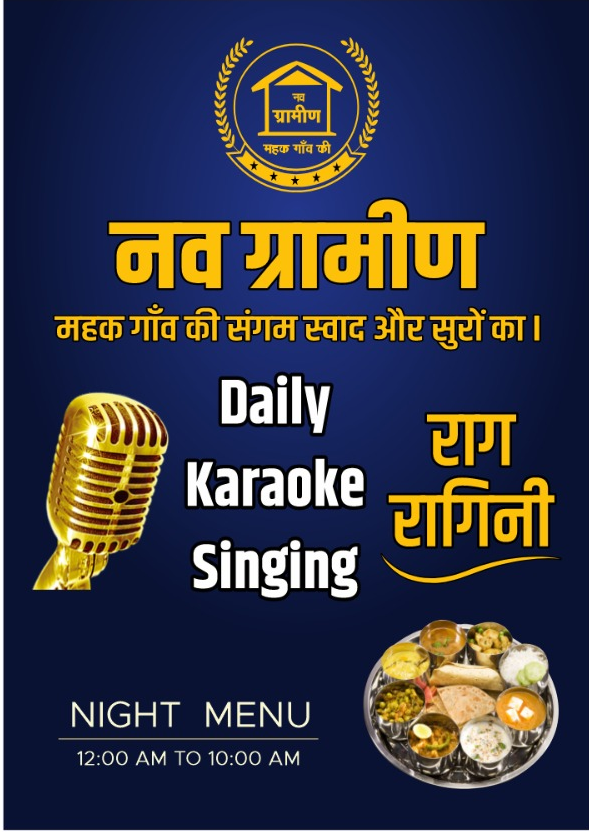 नव
ग्रामीण
महक गाँव की
नव ग्रामीण
महक गाँव की संगम स्वाद और सुरों का।
Daily
Karaoke
Singing
राग
रागिनी
NIGHT MENU
12:00 AM TO 10:00 AM